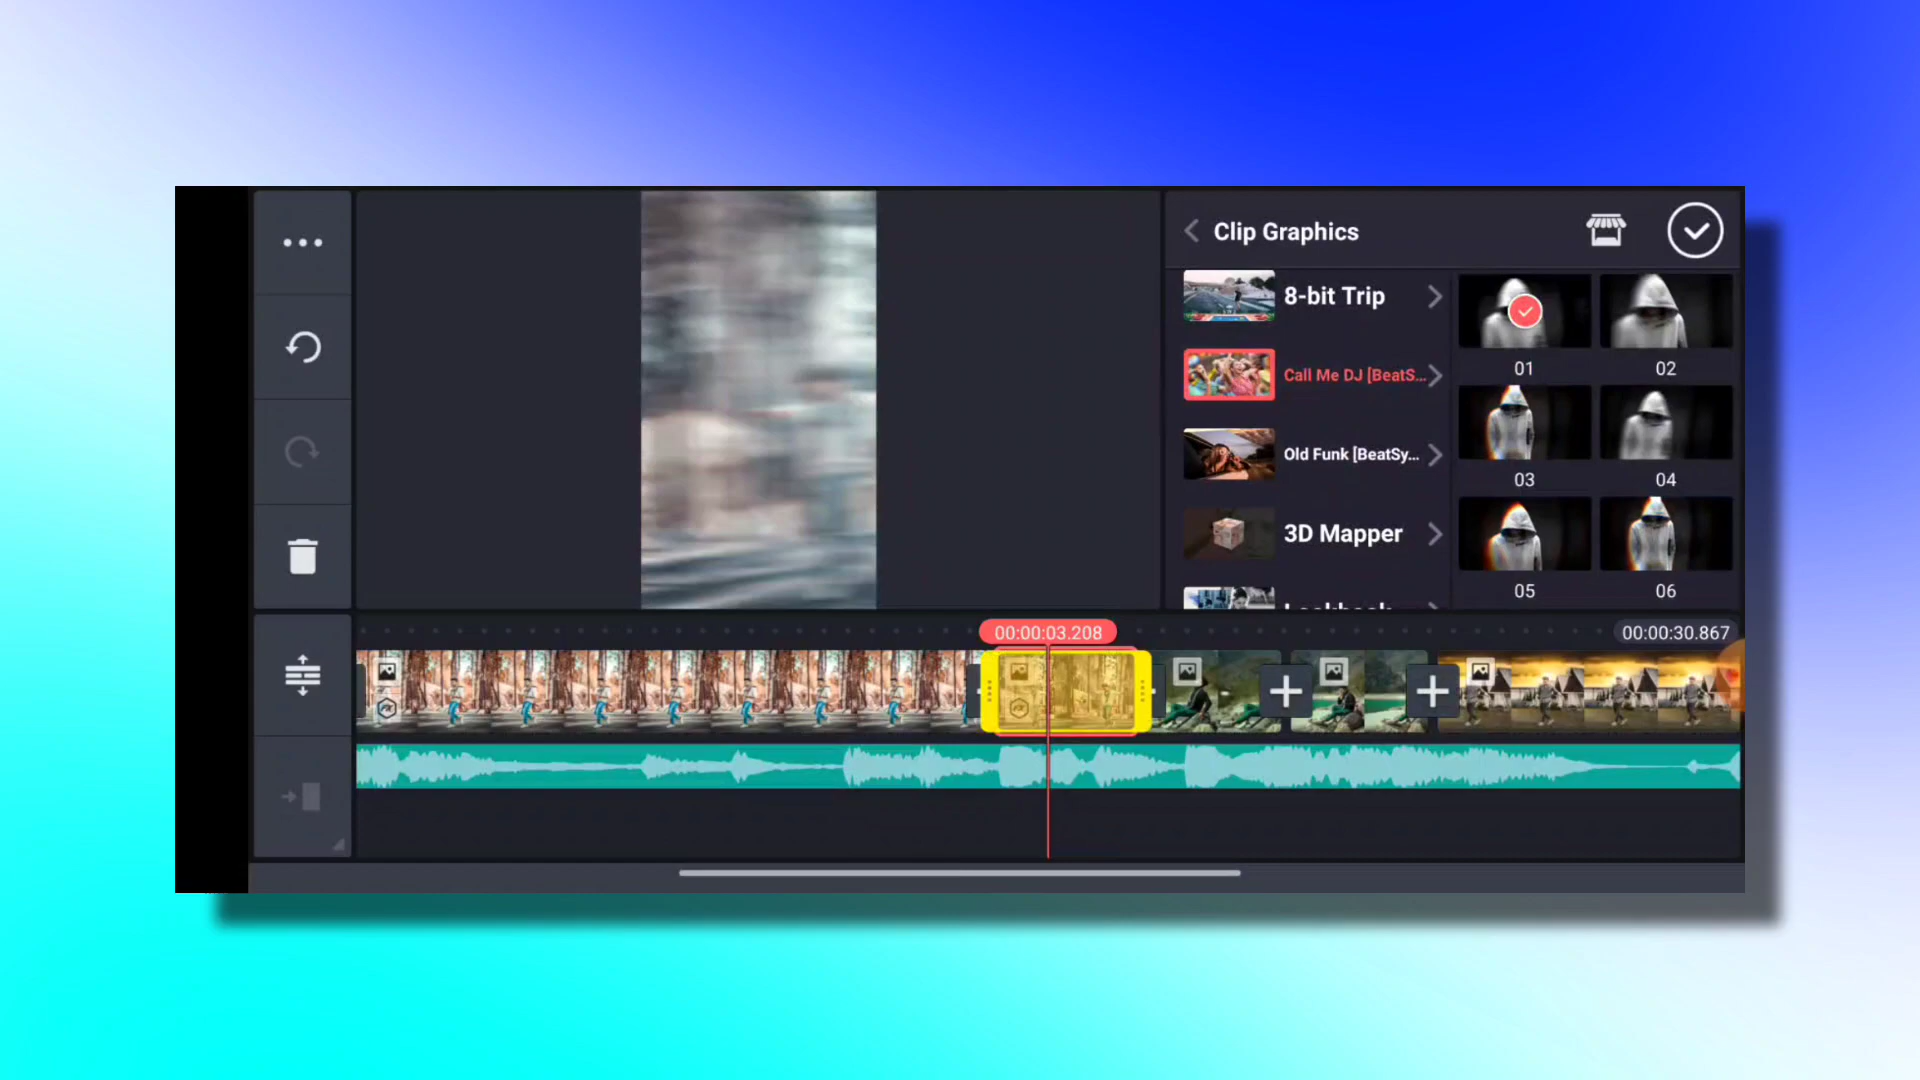 Clip Graphics
8-bit Trip
Call Me DJ [BeatS...
Old Funk [BeatSy...
3D Mapper
Lookbook
01
02
03
04
05
06
00:00:03.208
00:00:30.867